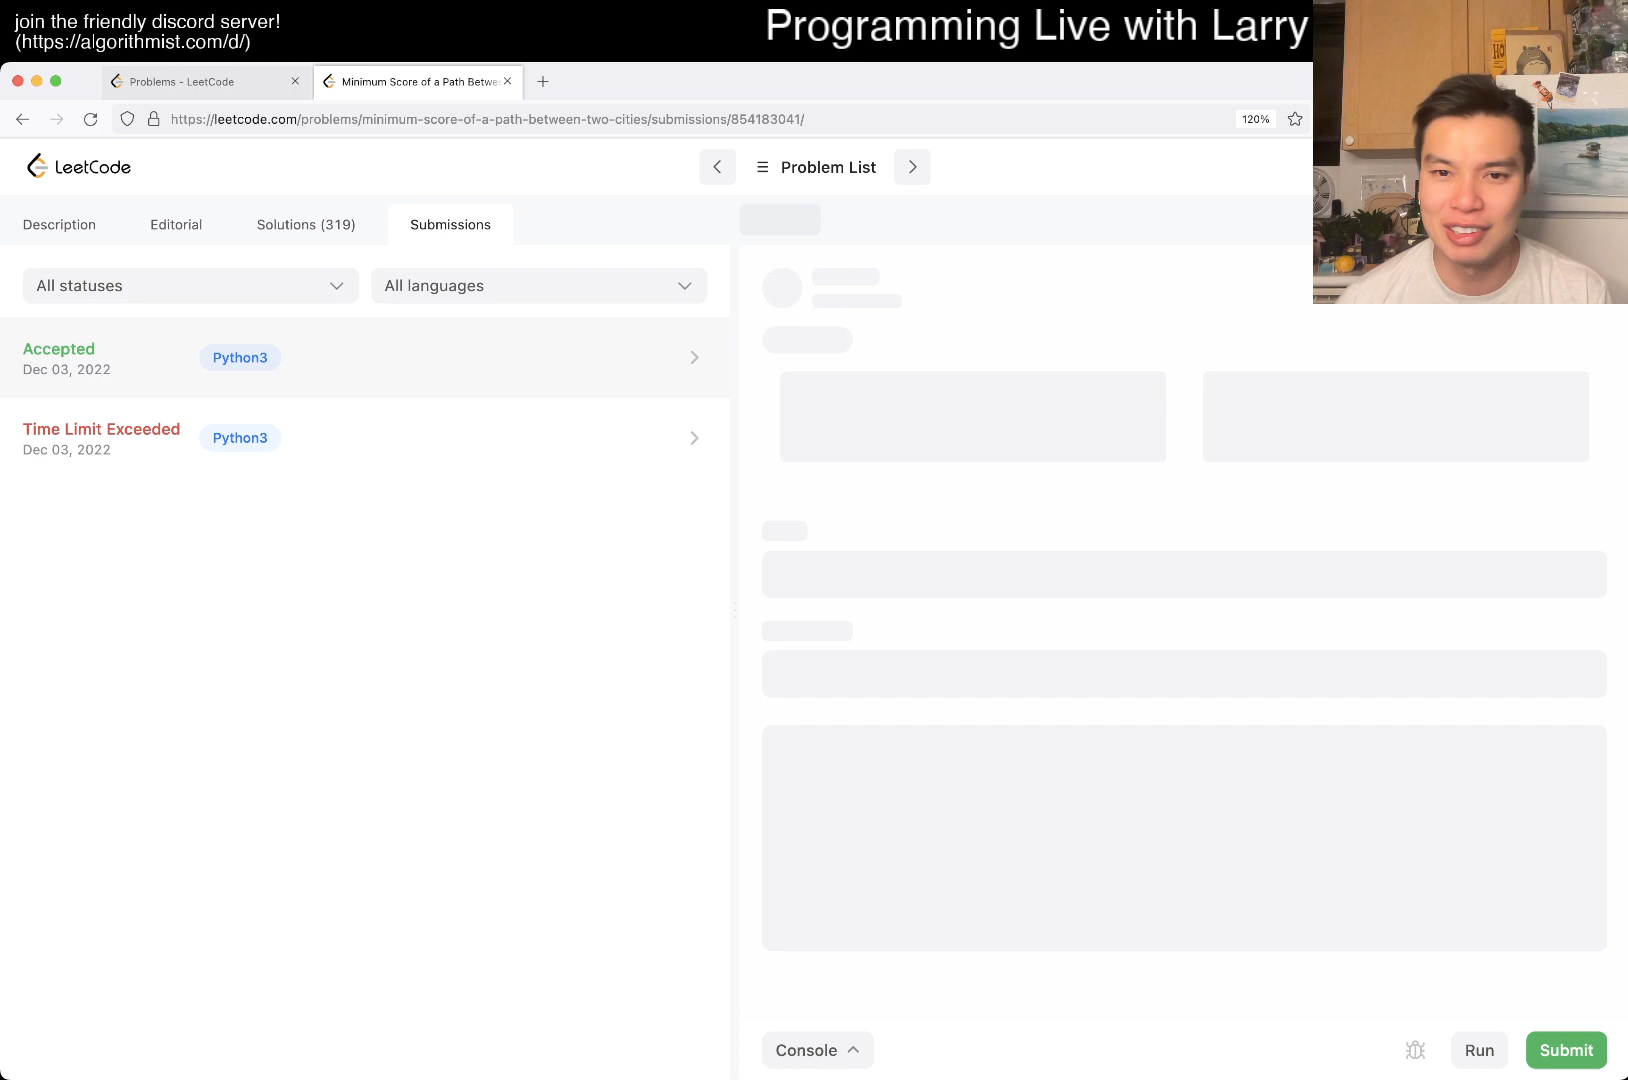 join the friendly discord server!
(https://algorithmist.com/d/)
Programming Live with Larry
Problems - LeetCode
Minimum Score of a Path Betwe
https://leetcode.com/problems/minimum-score-of-a-path-between-two-cities/submissions/854183041/
120%
LeetCode
Problem List
Description
Editorial
Solutions (319)
Submissions
All statuses
All languages
Accepted
Python3
Dec 03, 2022
Time Limit Exceeded
Python3
Dec 03, 2022
Console
Run
Submit